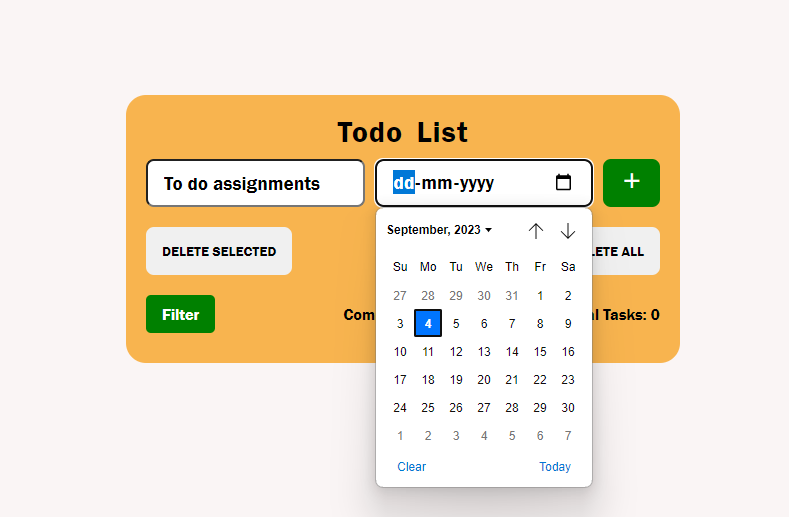 Todo List
To do assignments
dd-mm-yyyy
+
DELETE SELECTED
LETE ALL
September, 2023
Su Mo Tu We Th Fr Sa
27 28 29 30 31 1 2
3 4 5 6 7 8 9
10 11 12 13 14 15 16
17 18 19 20 21 22 23
24 25 26 27 28 29 30
1 2 3 4 5 6 7
Clear Today
Filter
Com
l Tasks: 0